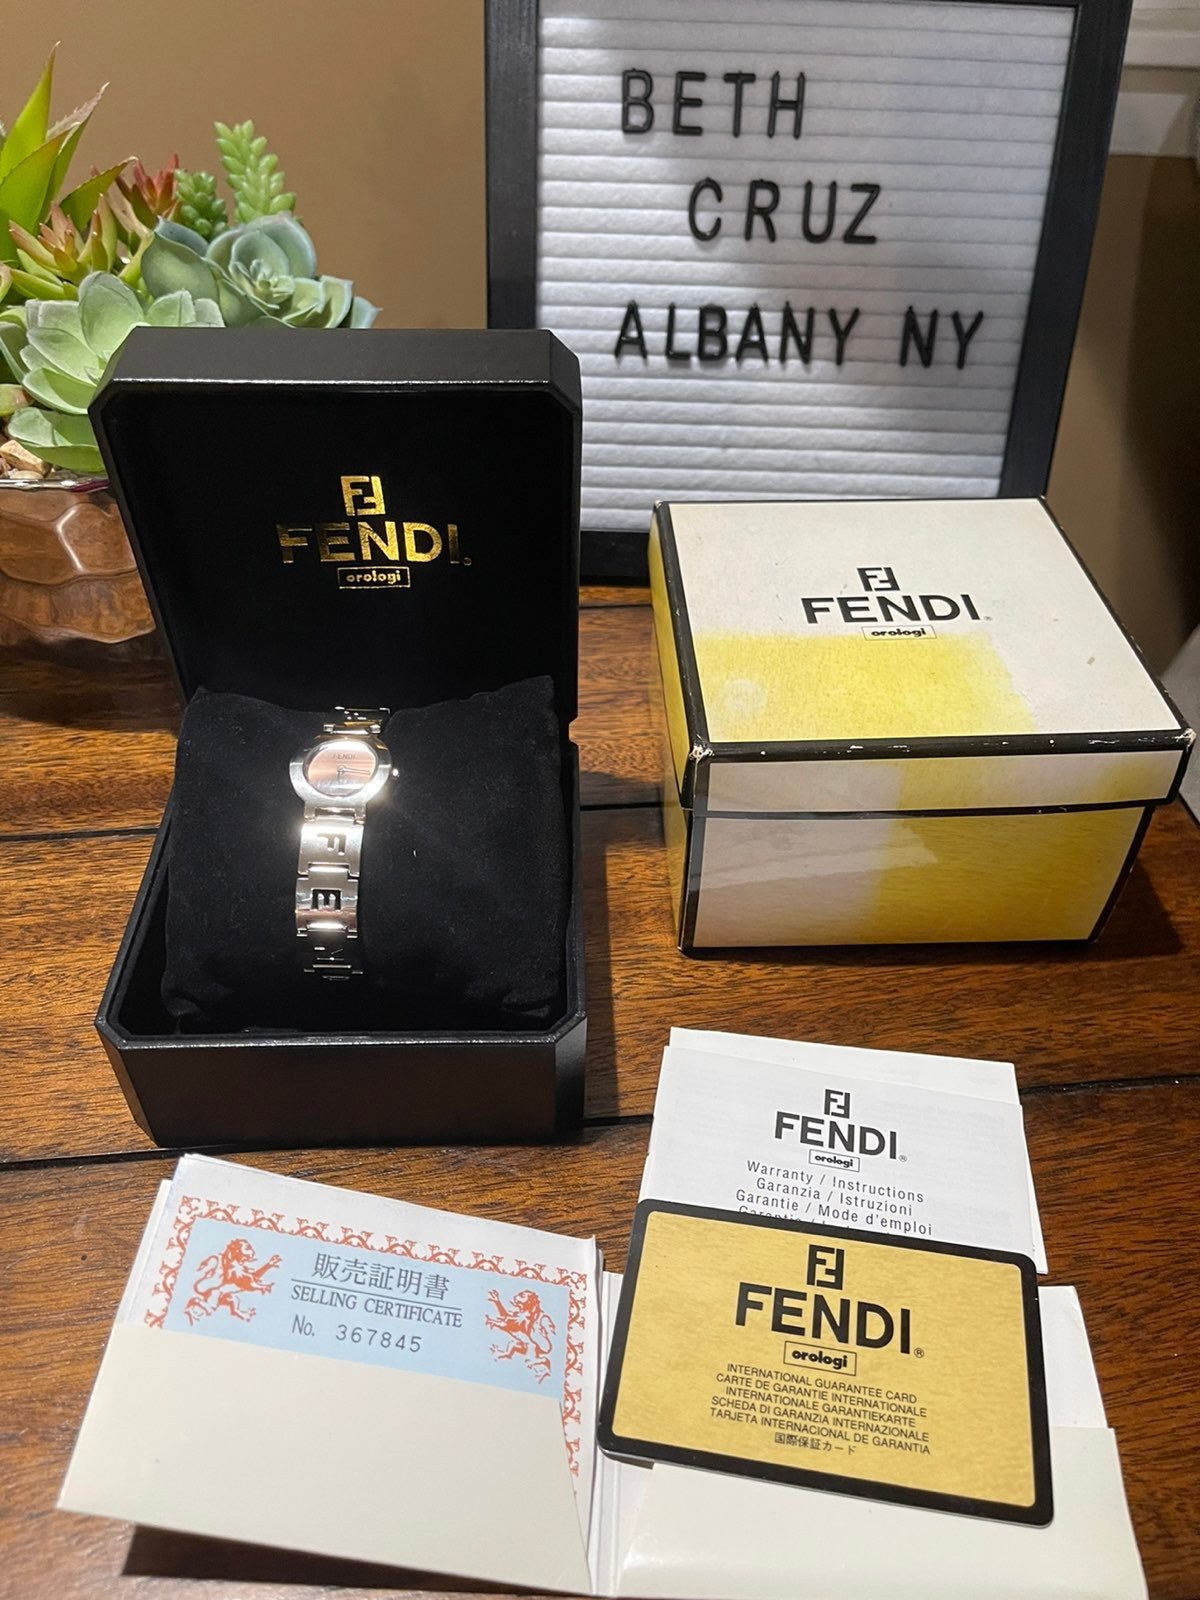 BETH
CRUZ
ALBANY NY
FENDI
orologi
FENDI®
orologi
FENDI
F
E
FENDI®
orologi
Warranty / Instructions
Garanzia / Istruzioni
Garantie / Mode d'emploi
販売証明書
SELLING CERTIFICATE
No. 367845
FENDI®
orologi
INTERNATIONAL GUARANTEE CARD
CARTE DE GARANTIE INTERNATIONALE
INTERNATIONALE GARANTIEKARTE
SCHEDA DI GARANZIA INTERNAZIONALE
TARJETA INTERNACIONAL DE GARANTIA
国際保証カード